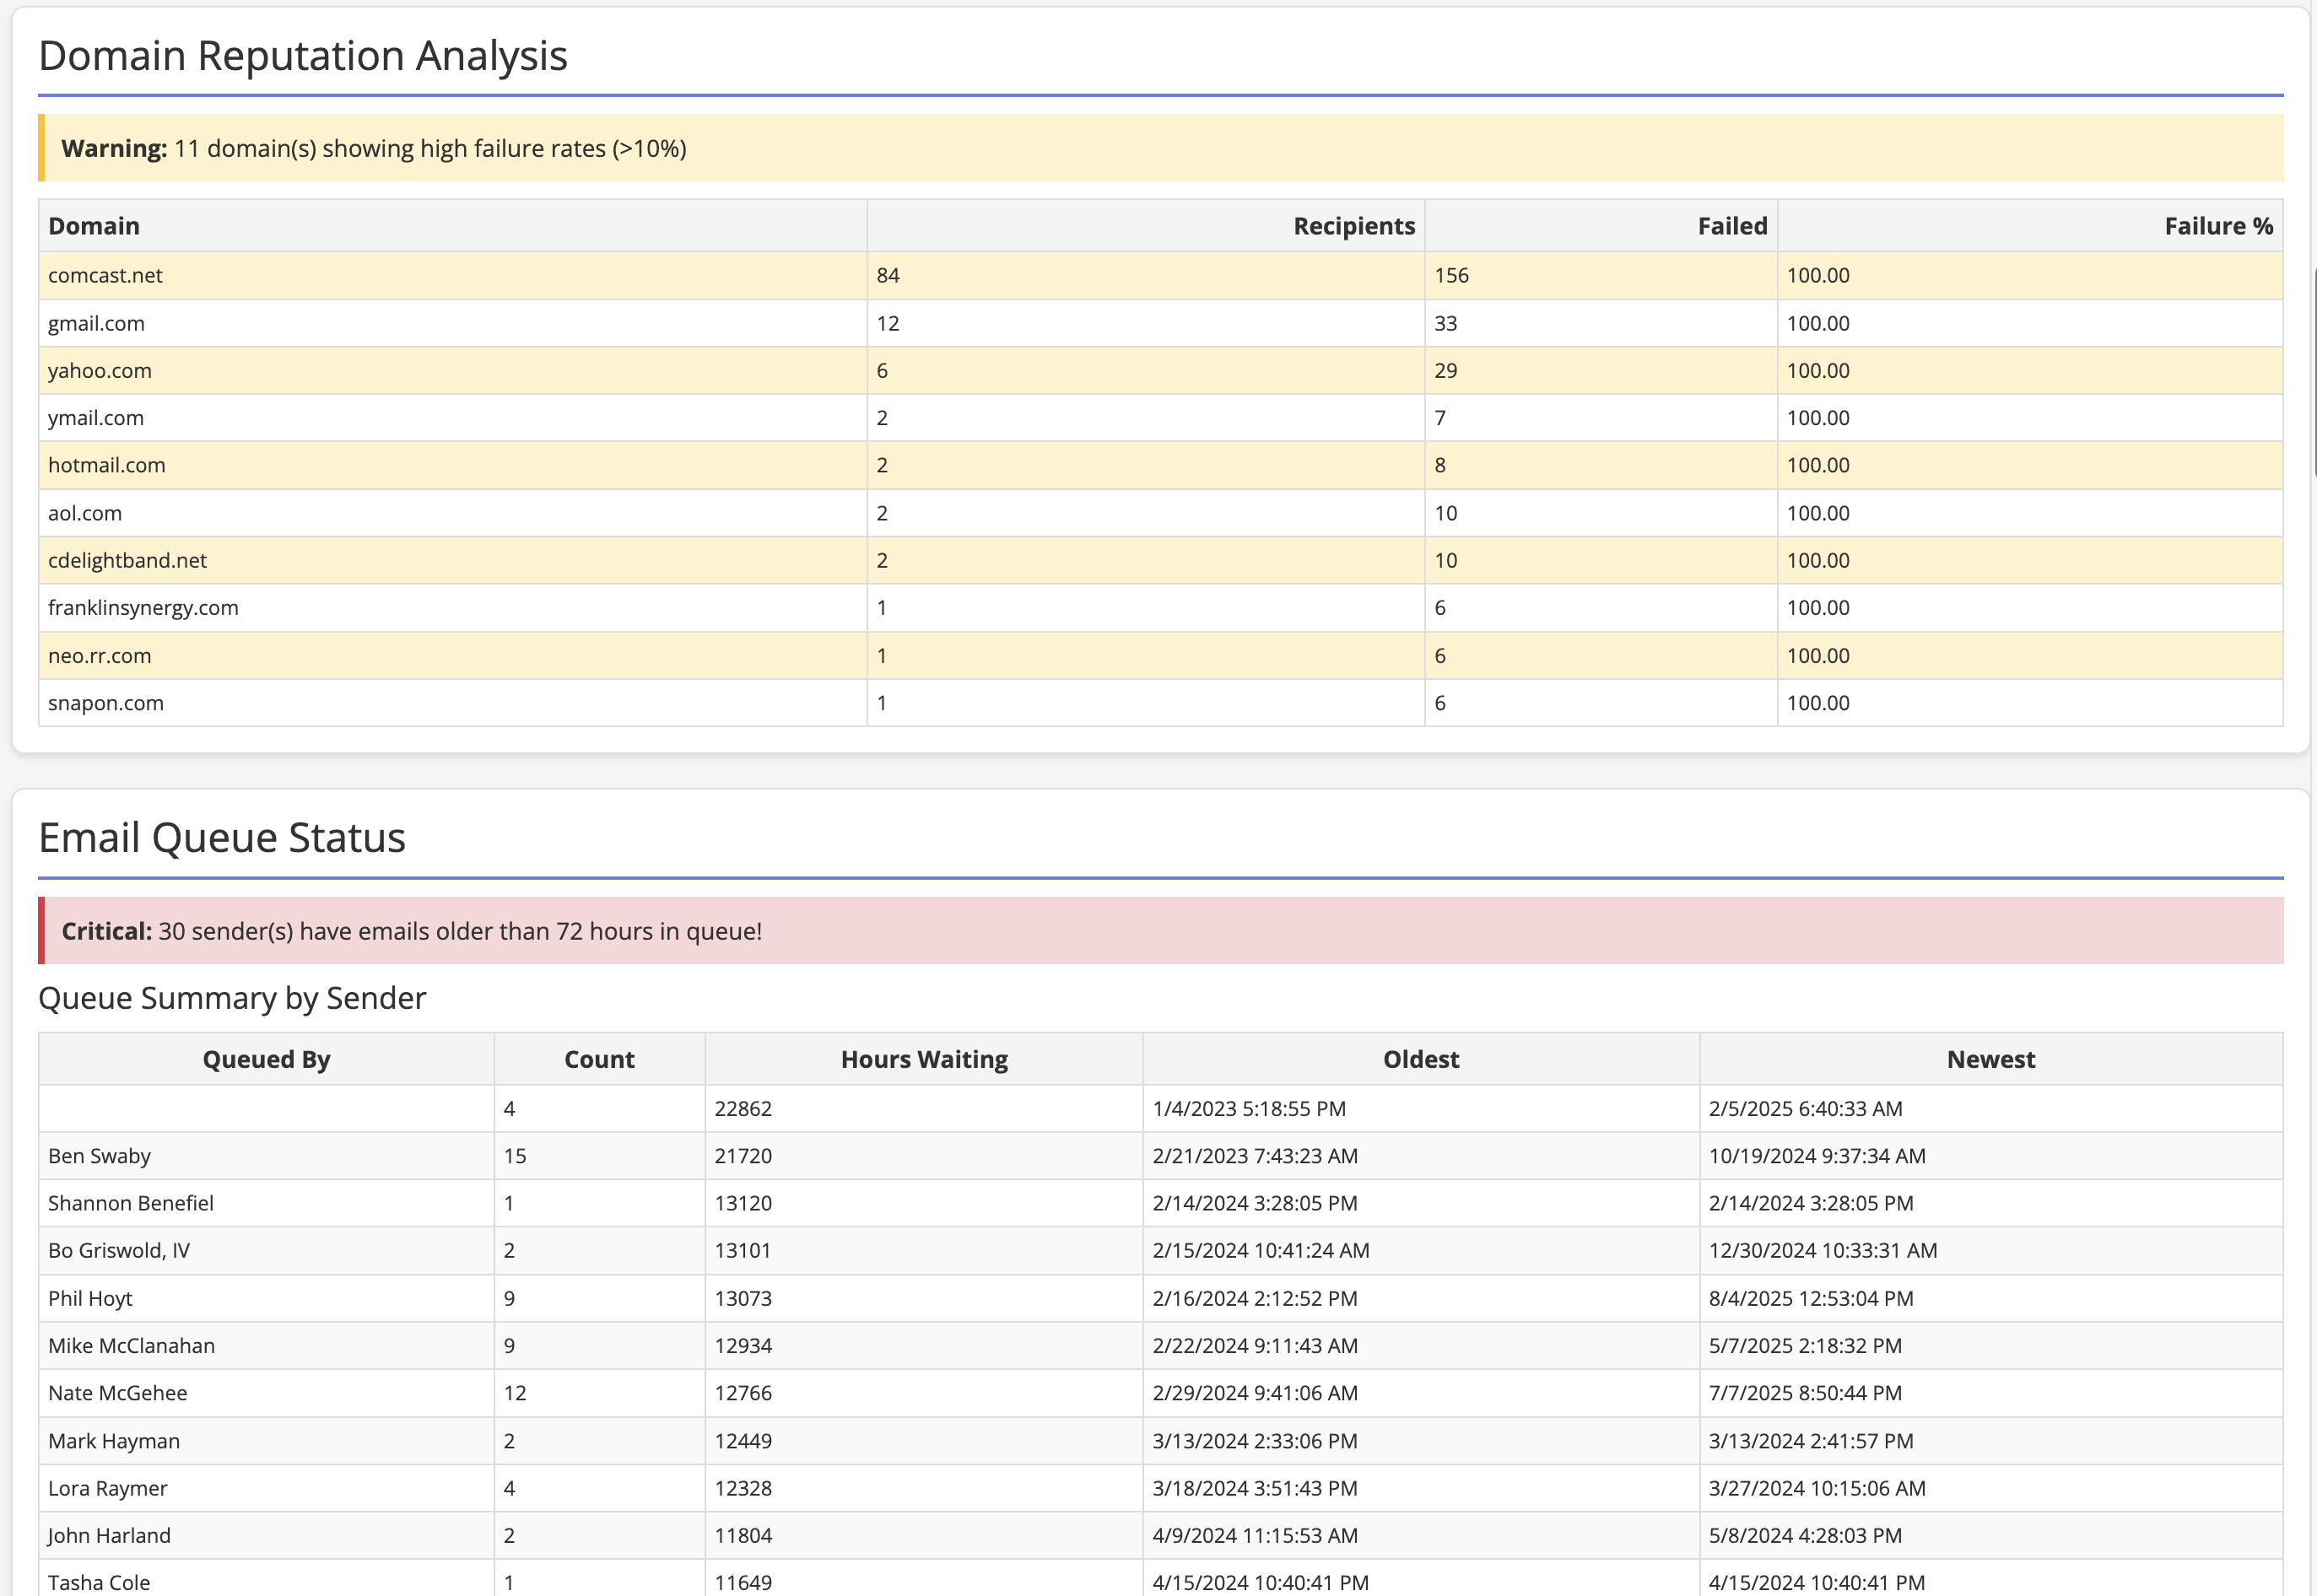 Domain Reputation Analysis
Warning: 11 domain(s) showing high failure rates (>10%)
Domain Recipients Failed Failure %
comcast.net 84 156 100.00
gmail.com 12 33 100.00
yahoo.com 6 29 100.00
ymail.com 2 7 100.00
hotmail.com 2 8 100.00
aol.com 2 10 100.00
cdelightband.net 2 10 100.00
franklinsynergy.com 1 6 100.00
neo.rr.com 1 6 100.00
snapon.com 1 6 100.00
Email Queue Status
Critical: 30 sender(s) have emails older than 72 hours in queue!
Queue Summary by Sender
Queued By Count Hours Waiting Oldest Newest
4 22862 1/4/2023 5:18:55 PM 2/5/2025 6:40:33 AM
Ben Swaby 15 21720 2/21/2023 7:43:23 AM 10/19/2024 9:37:34 AM
Shannon Benefiel 1 13120 2/14/2024 3:28:05 PM 2/14/2024 3:28:05 PM
Bo Griswold, IV 2 13101 2/15/2024 10:41:24 AM 12/30/2024 10:33:31 AM
Phil Hoyt 9 13073 2/16/2024 2:12:52 PM 8/4/2025 12:53:04 PM
Mike McClanahan 9 12934 2/22/2024 9:11:43 AM 5/7/2025 2:18:32 PM
Nate McGehee 12 12766 2/29/2024 9:41:06 AM 7/7/2025 8:50:44 PM
Mark Hayman 2 12449 3/13/2024 2:33:06 PM 3/13/2024 2:41:57 PM
Lora Raymer 4 12328 3/18/2024 3:51:43 PM 3/27/2024 10:15:06 AM
John Harland 2 11804 4/9/2024 11:15:53 AM 5/8/2024 4:28:03 PM
Tasha Cole 1 11649 4/15/2024 10:40:41 PM 4/15/2024 10:40:41 PM